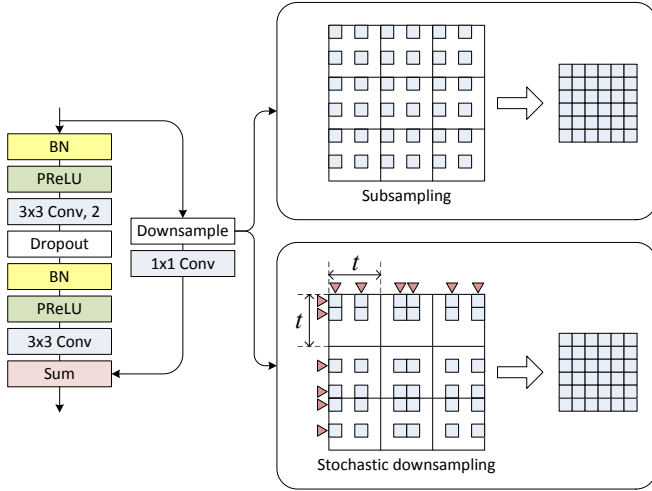 BN
PReLU
3x3 Conv, 2
Dropout
BN
PReLU
3x3 Conv
Sum
Downsample
1x1 Conv
Subsampling
t
t
Stochastic downsampling